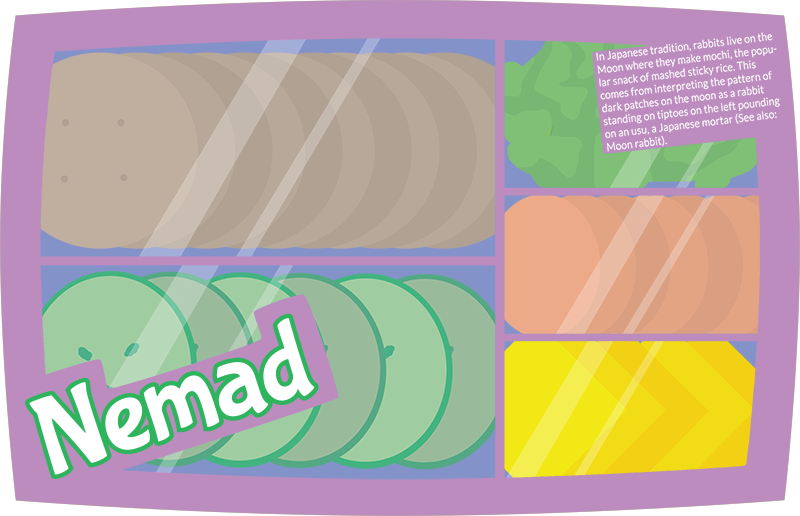 In Japanese tradition, rabbits live on the
Moon where they make mochi, the popu-
lar snack of mashed sticky rice. This
comes from interpreting the pattern of
dark patches on the moon as a rabbit
standing on tiptoes on the left pounding
on an usu, a Japanese mortar (See also:
Moon rabbit).
Nemad